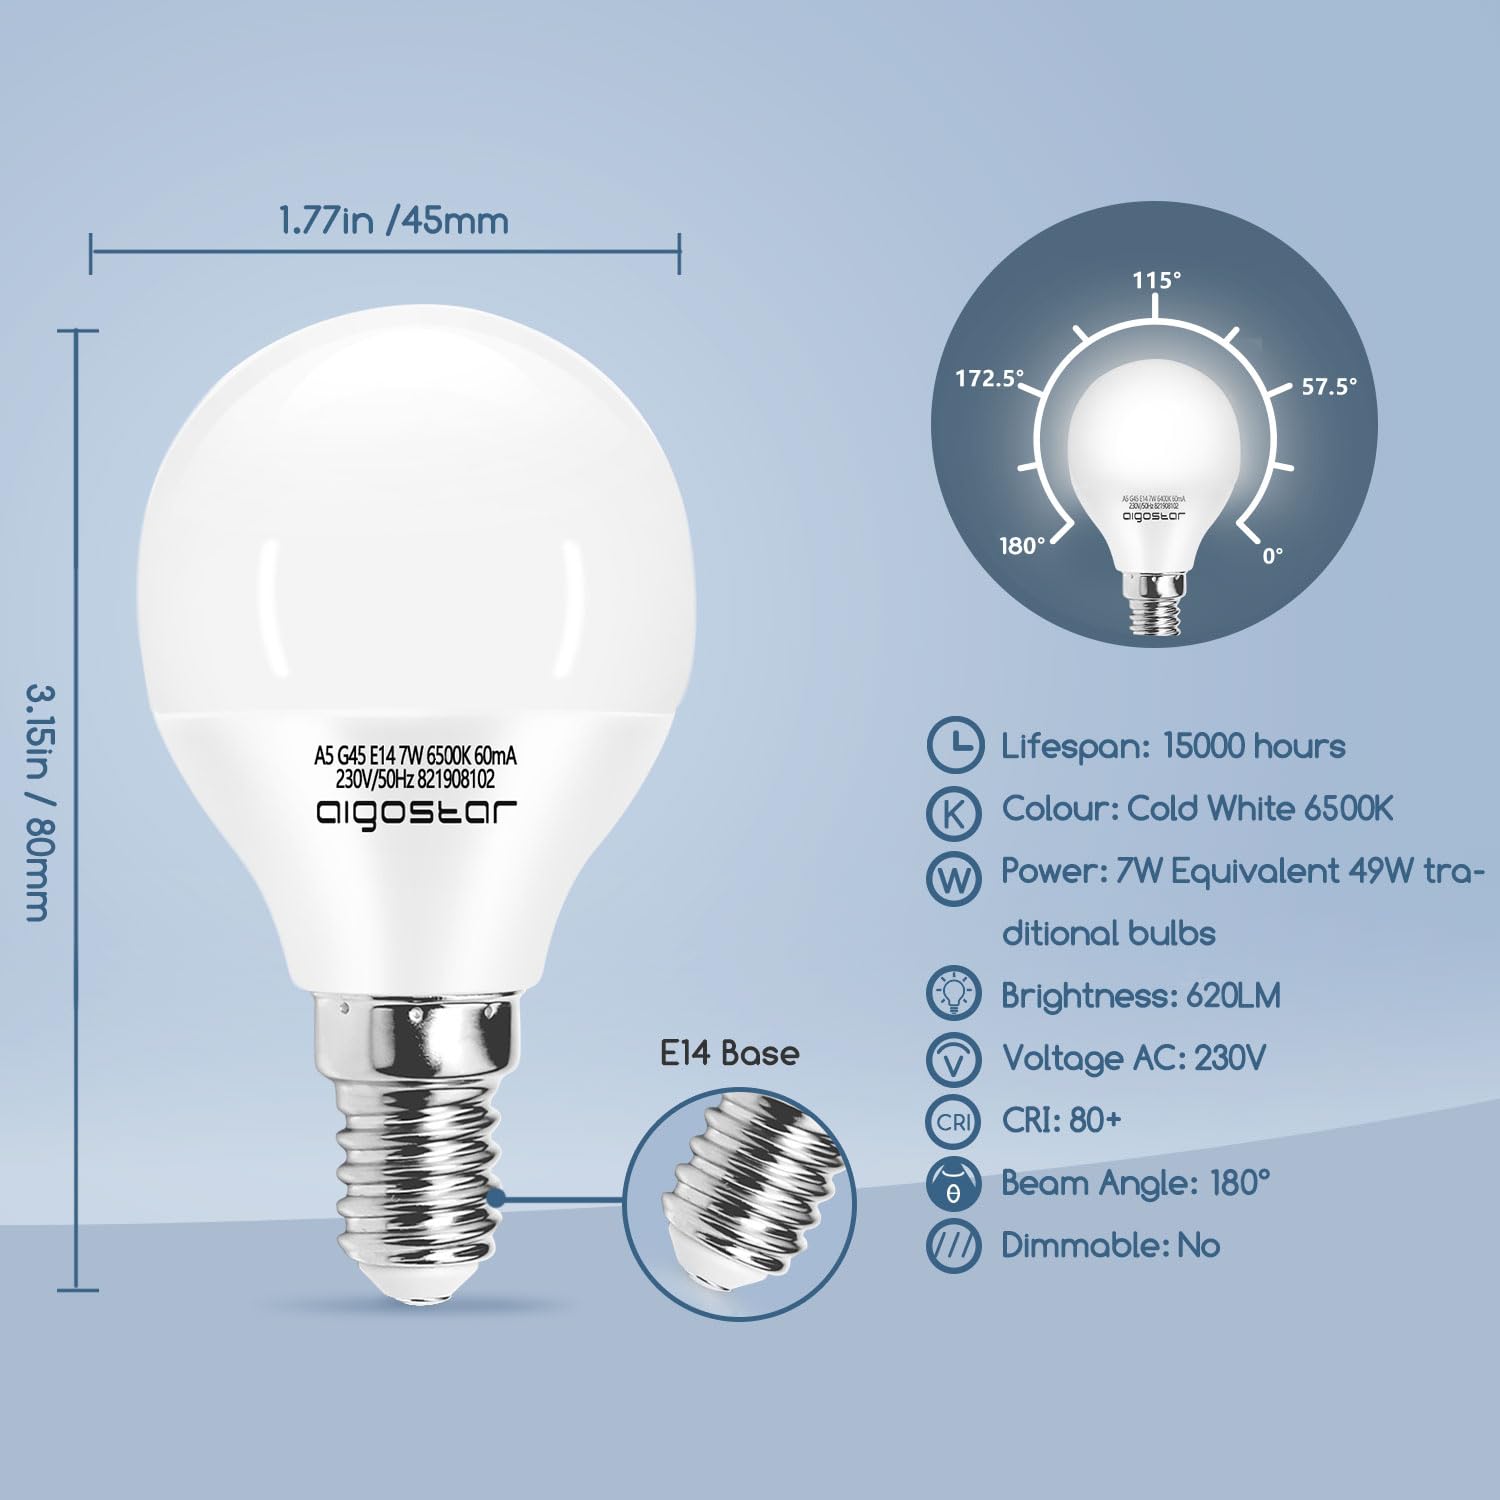 1.77in /45mm
3.15in / 80mm
A5 G45 E14 7W 6500K 60mA
230V/50Hz 821908102
aigostar
E14 Base
115°
172.5°
57.5°
180°
0°
A5 G45 E14 7W 6400K 60mA
230V/50Hz 821908102
aigostar
Lifespan: 15000 hours
K
Colour: Cold White 6500K
W
Power: 7W Equivalent 49W tra-
ditional bulbs
Brightness: 620LM
V
Voltage AC: 230V
CRI
CRI: 80+
θ
Beam Angle: 180°
Dimmable: No